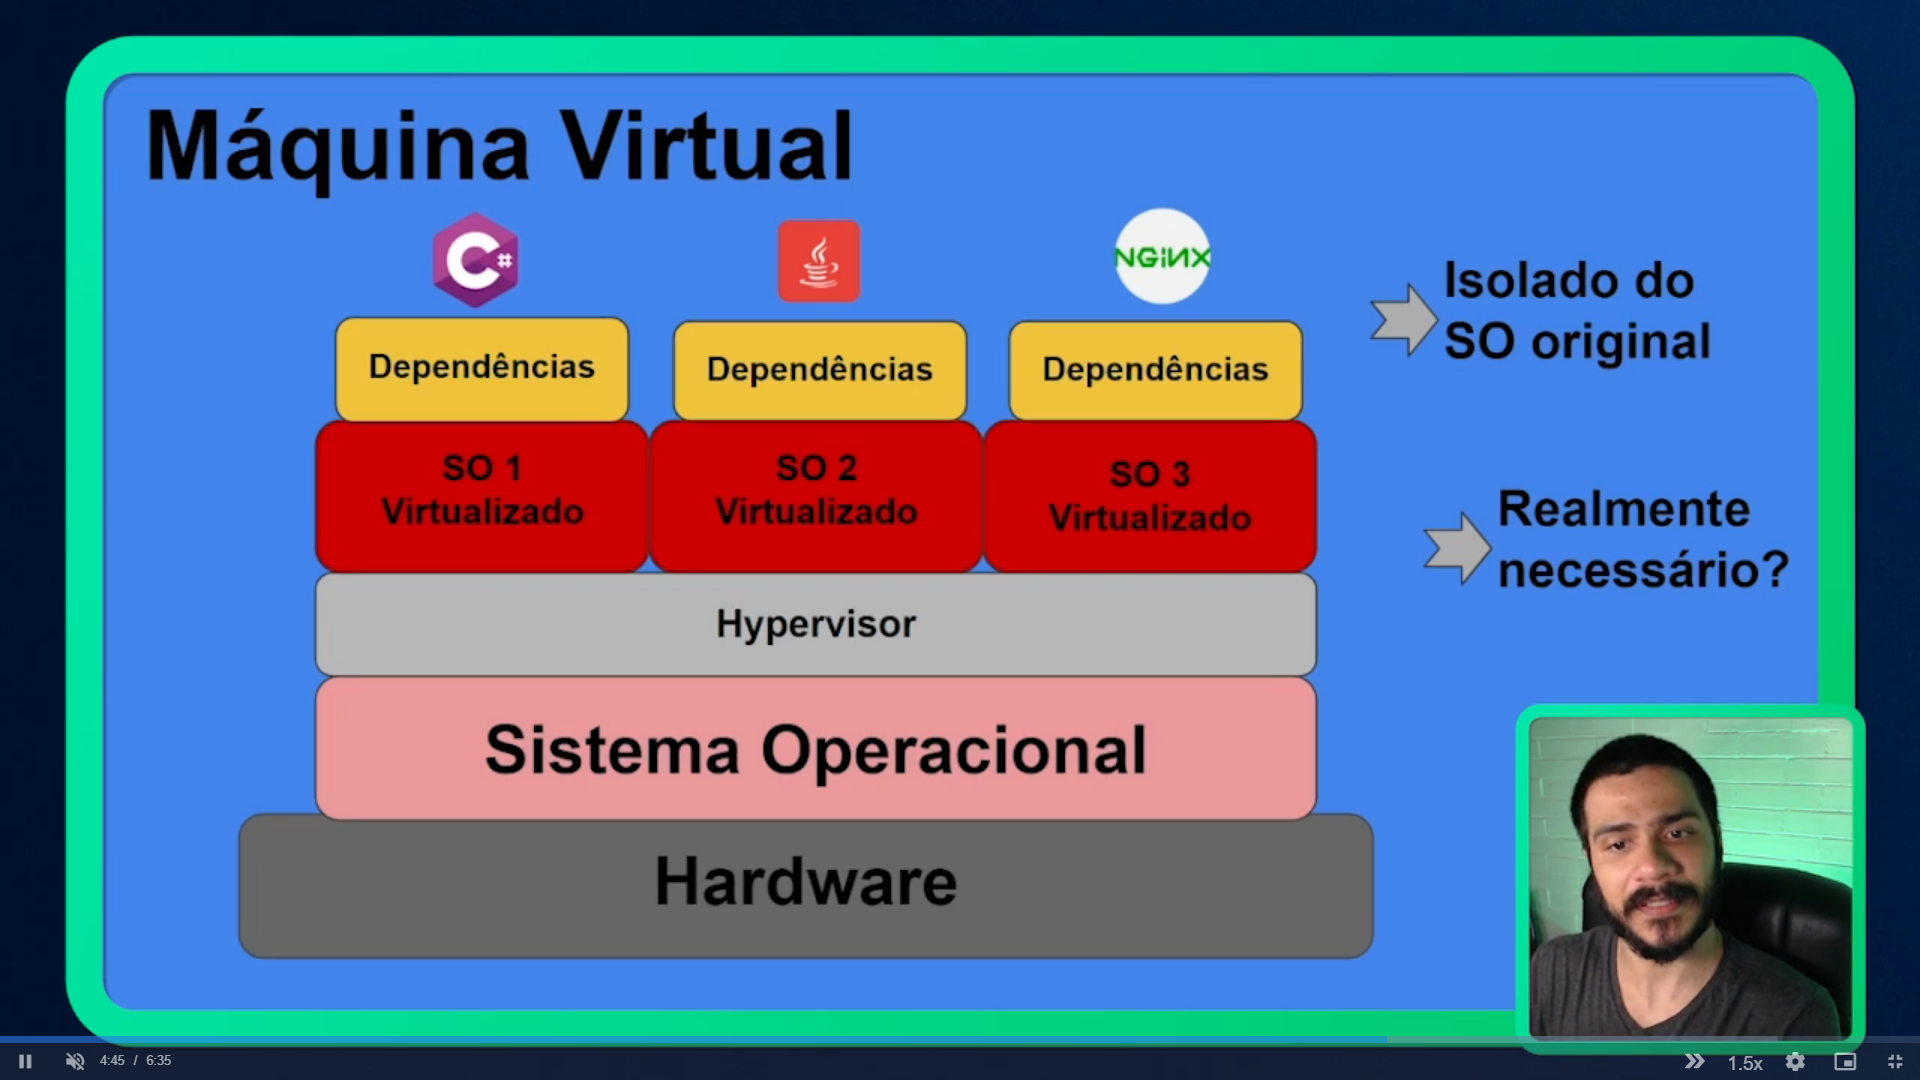 Máquina Virtual
C#
NGiNX
Dependências
Dependências
Dependências
SO 1
Virtualizado
SO 2
Virtualizado
SO 3
Virtualizado
Hypervisor
Sistema Operacional
Hardware
Isolado do
SO original
Realmente
necessário?
4:45 / 6:35
1.5x